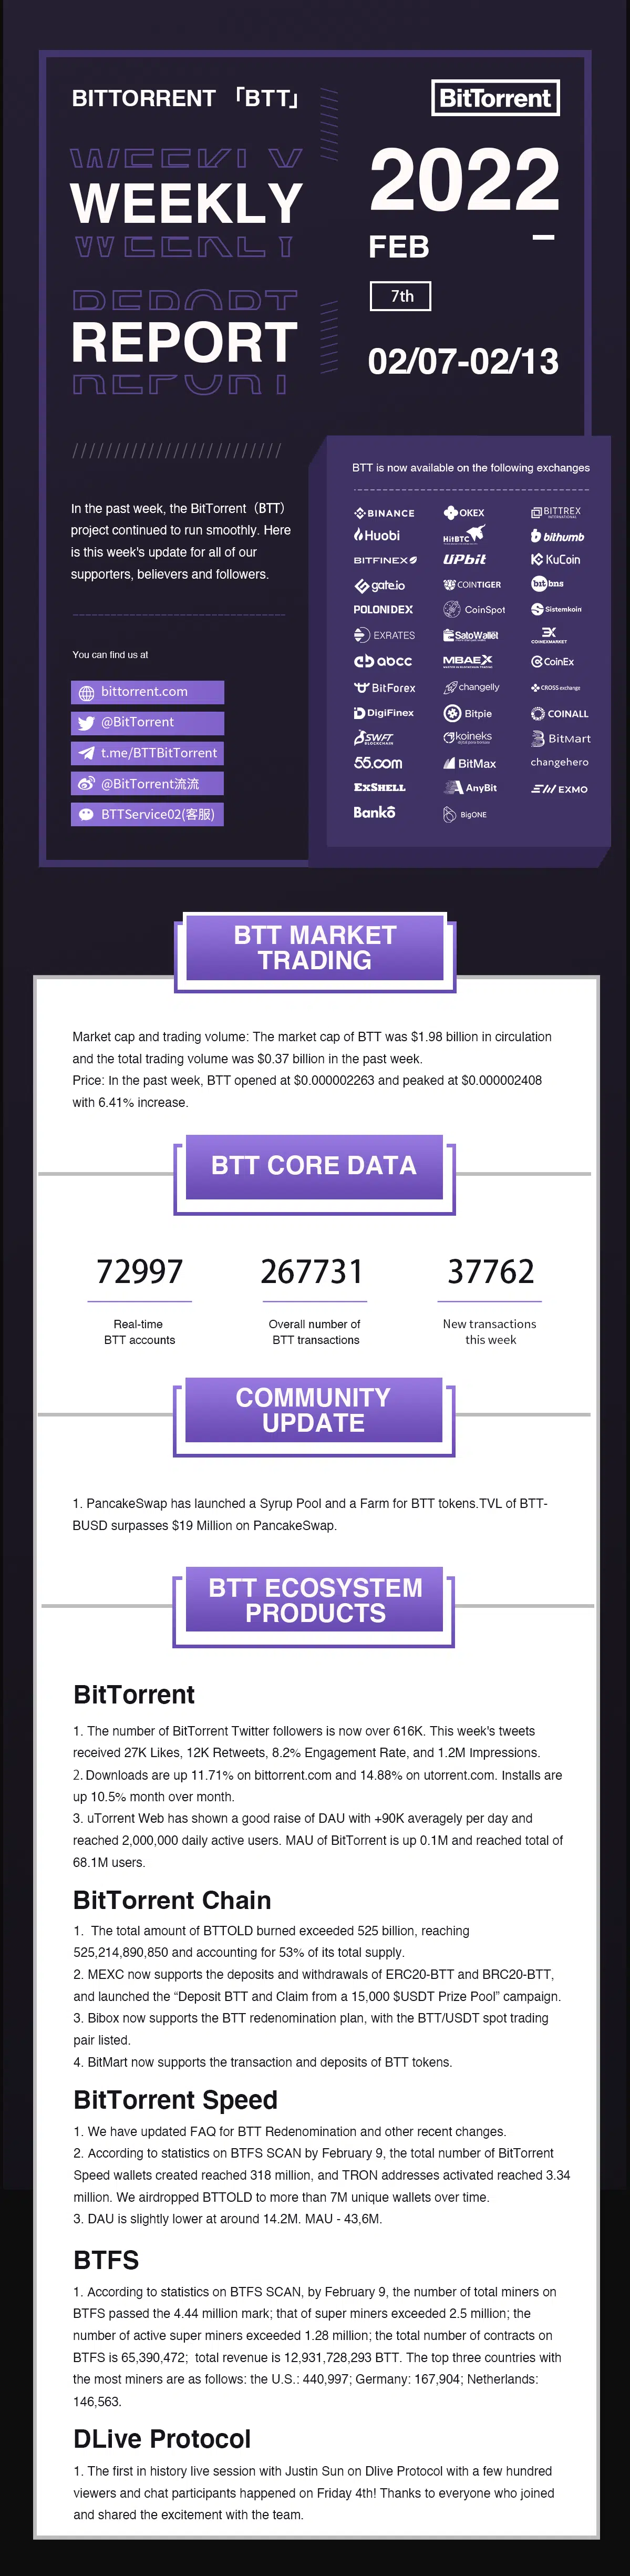 BITTORRENT 「BTT」
WEEKLY
WEEKLY
WEEKLY
REPORT
REPORT
REPORT
BitTorrent
2022
FEB
7th
02/07-02/13
In the past week, the BitTorrent（BTT）
project continued to run smoothly. Here
is this week's update for all of our
supporters, believers and followers.
You can find us at
bittorrent.com
@BitTorrent
t.me/BTTBitTorrent
@BitTorrent流流
BTTService02(客服)
BTT is now available on the following exchanges
BINANCE OKEX BITTREX INTERNATIONAL
Huobi HitBTC bithumb
BITFINEX UPbit KuCoin
gate.io COINTIGER bitbns
POLONIDEX CoinSpot Sistemkoin
EXRATES SatoWallet COINEXMARKET
abcc MBAEX CoinEx
BitForex changelly CROSS exchange
DigiFinex Bitpie COINALL
SWFT BLOCKCHAIN koineks BitMart
55.com BitMax changehero
EXSHELL AnyBit EXMO
Bankō BigONE
BTT MARKET
TRADING
Market cap and trading volume: The market cap of BTT was $1.98 billion in circulation
and the total trading volume was $0.37 billion in the past week.
Price: In the past week, BTT opened at $0.000002263 and peaked at $0.000002408
with 6.41% increase.
BTT CORE DATA
72997 267731 37762
Real-time Overall number of New transactions
BTT accounts BTT transactions this week
COMMUNITY
UPDATE
1. PancakeSwap has launched a Syrup Pool and a Farm for BTT tokens.TVL of BTT-
BUSD surpasses $19 Million on PancakeSwap.
BTT ECOSYSTEM
PRODUCTS
BitTorrent
1. The number of BitTorrent Twitter followers is now over 616K. This week's tweets
received 27K Likes, 12K Retweets, 8.2% Engagement Rate, and 1.2M Impressions.
2. Downloads are up 11.71% on bittorrent.com and 14.88% on utorrent.com. Installs are
up 10.5% month over month.
3. uTorrent Web has shown a good raise of DAU with +90K averagely per day and
reached 2,000,000 daily active users. MAU of BitTorrent is up 0.1M and reached total of
68.1M users.
BitTorrent Chain
1. The total amount of BTTOLD burned exceeded 525 billion, reaching
525,214,890,850 and accounting for 53% of its total supply.
2. MEXC now supports the deposits and withdrawals of ERC20-BTT and BRC20-BTT,
and launched the “Deposit BTT and Claim from a 15,000 $USDT Prize Pool” campaign.
3. Bibox now supports the BTT redenomination plan, with the BTT/USDT spot trading
pair listed.
4. BitMart now supports the transaction and deposits of BTT tokens.
BitTorrent Speed
1. We have updated FAQ for BTT Redenomination and other recent changes.
2. According to statistics on BTFS SCAN by February 9, the total number of BitTorrent
Speed wallets created reached 318 million, and TRON addresses activated reached 3.34
million. We airdropped BTTOLD to more than 7M unique wallets over time.
3. DAU is slightly lower at around 14.2M. MAU - 43,6M.
BTFS
1. According to statistics on BTFS SCAN, by February 9, the number of total miners on
BTFS passed the 4.44 million mark; that of super miners exceeded 2.5 million; the
number of active super miners exceeded 1.28 million; the total number of contracts on
BTFS is 65,390,472; total revenue is 12,931,728,293 BTT. The top three countries with
the most miners are as follows: the U.S.: 440,997; Germany: 167,904; Netherlands:
146,563.
DLive Protocol
1. The first in history live session with Justin Sun on Dlive Protocol with a few hundred
viewers and chat participants happened on Friday 4th! Thanks to everyone who joined
and shared the excitement with the team.